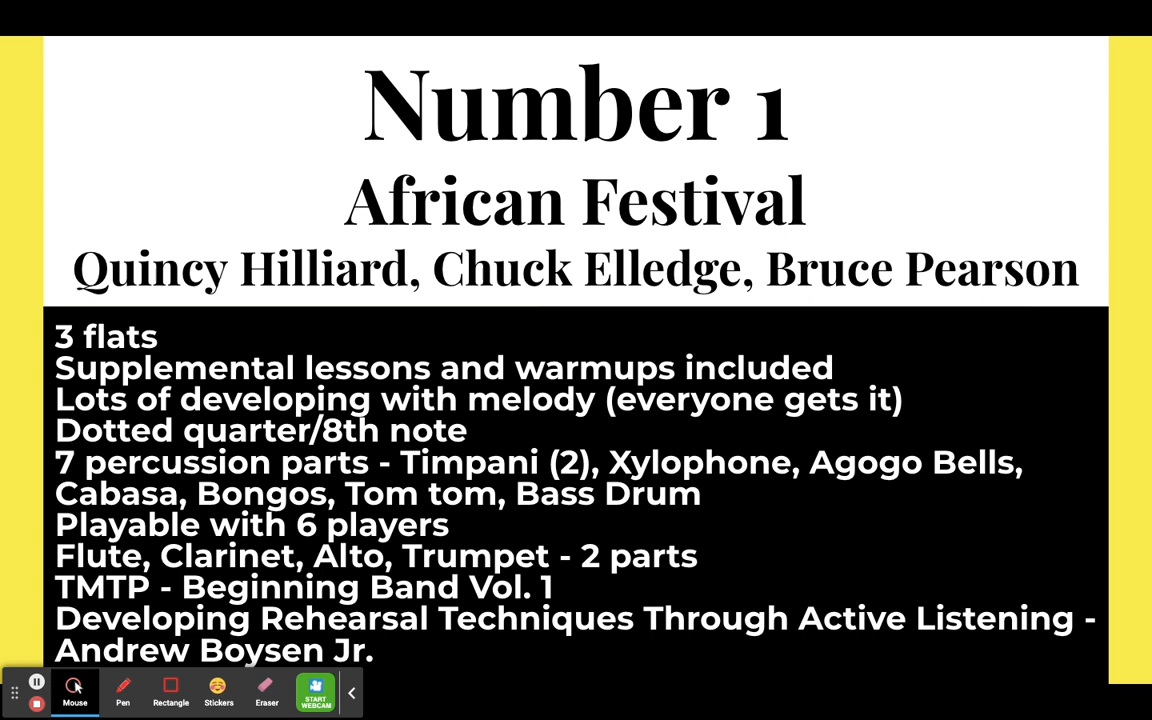 Number 1
African Festival
Quincy Hilliard, Chuck Elledge, Bruce Pearson
3 flats
Supplemental lessons and warmups included
Lots of developing with melody (everyone gets it)
Dotted quarter/8th note
7 percussion parts - Timpani (2), Xylophone, Agogo Bells,
Cabasa, Bongos, Tom tom, Bass Drum
Playable with 6 players
Flute, Clarinet, Alto, Trumpet - 2 parts
TMTP - Beginning Band Vol. 1
Developing Rehearsal Techniques Through Active Listening -
Andrew Boysen Jr.
Mouse Pen Rectangle Stickers Eraser START
WEBCAM